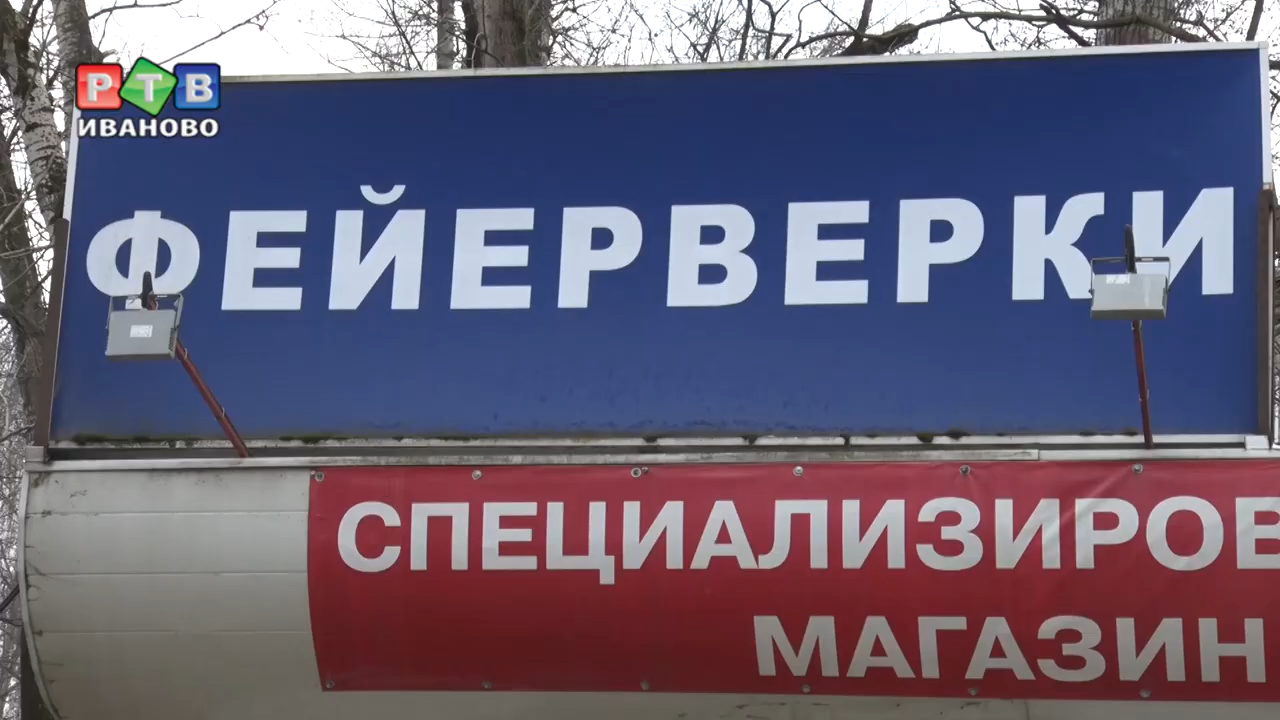 РТВ
ИВАНОВО
ФЕЙЕРВЕРКИ
СПЕЦИАЛИЗИРОВ
МАГАЗИН